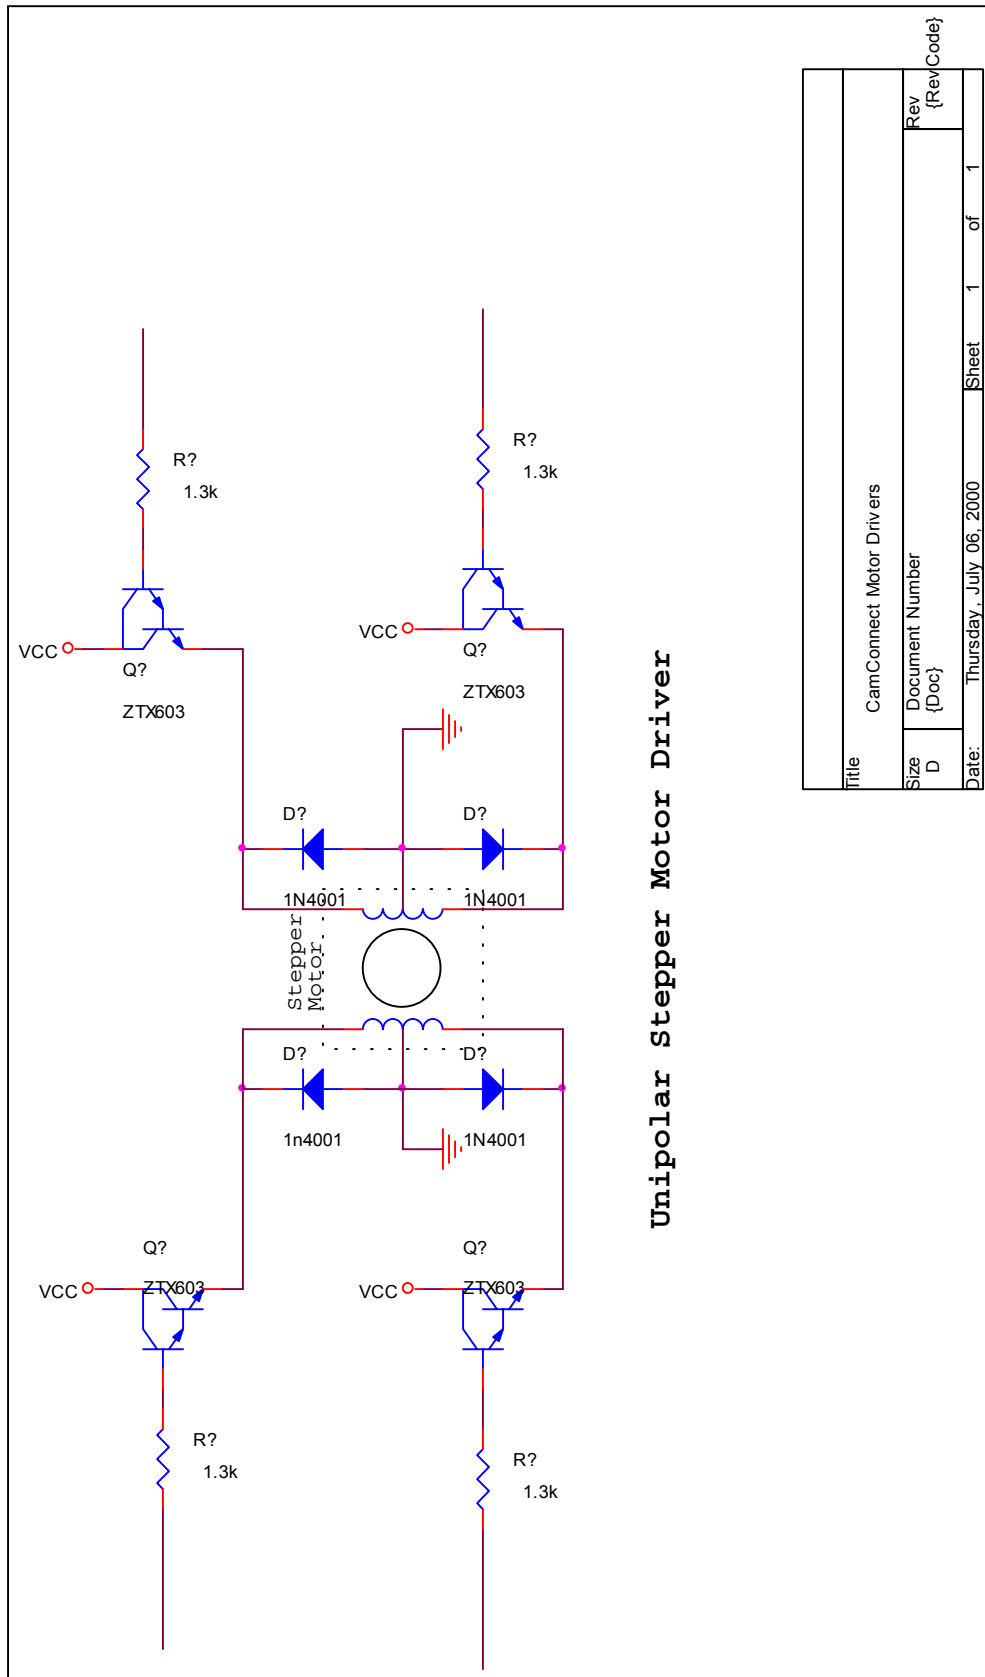 R?
1.3k
R?
1.3k
VCC
Q?
ZTX603
VCC
Q?
ZTX603
D?
1N4001
D?
1N4001
Stepper
Motor
D?
1n4001
D?
1N4001
VCC
Q?
ZTX603
VCC
Q?
ZTX603
R?
1.3k
R?
1.3k
Unipolar Stepper Motor Driver
Title
CamConnect Motor Drivers
Size
D
Document Number
{Doc}
Rev
{RevCode}
Date:
Thursday, July 06, 2000
Sheet 1 of 1